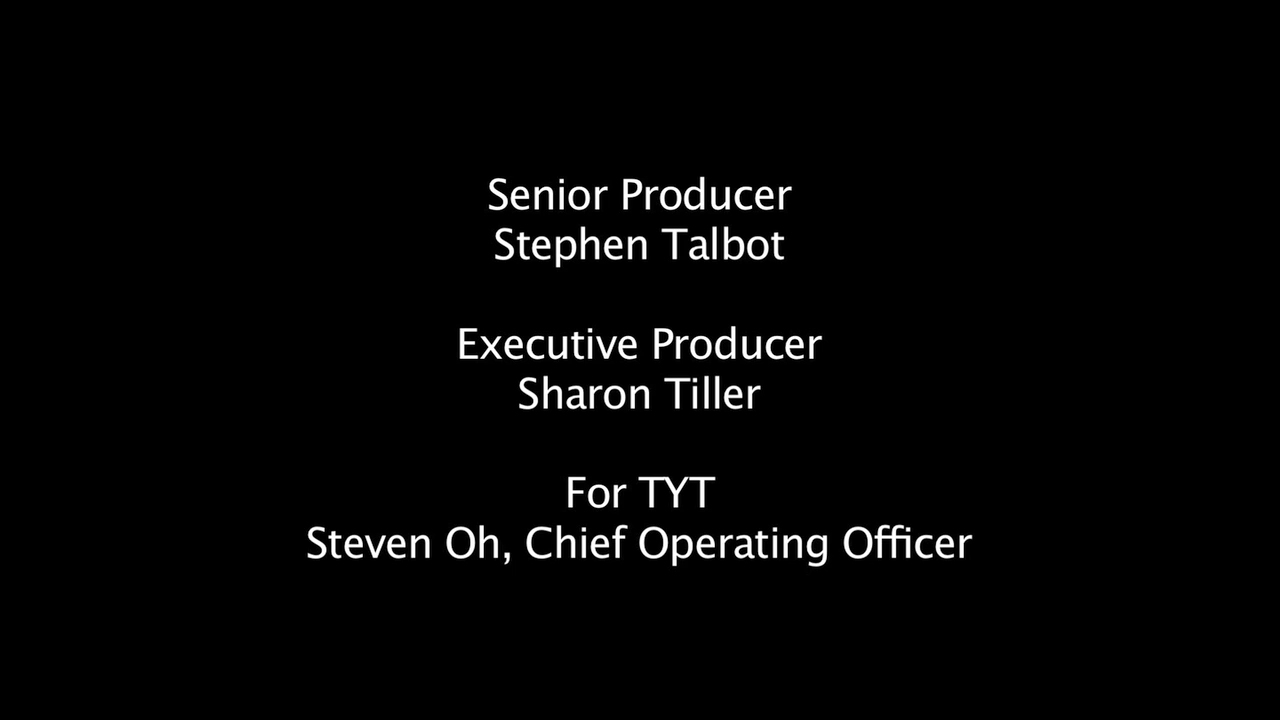 Senior Producer
Stephen Talbot
Executive Producer
Sharon Tiller
For TYT
Steven Oh, Chief Operating Officer